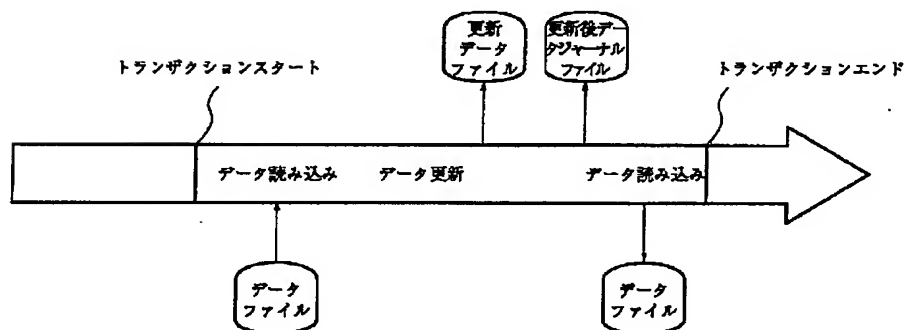 更新
データ
ファイル
更新後デー
タジャーナル
ファイル
トランザクションスタート
トランザクションエンド
データ読み込み
データ更新
データ読み込み
データ
ファイル
データ
ファイル